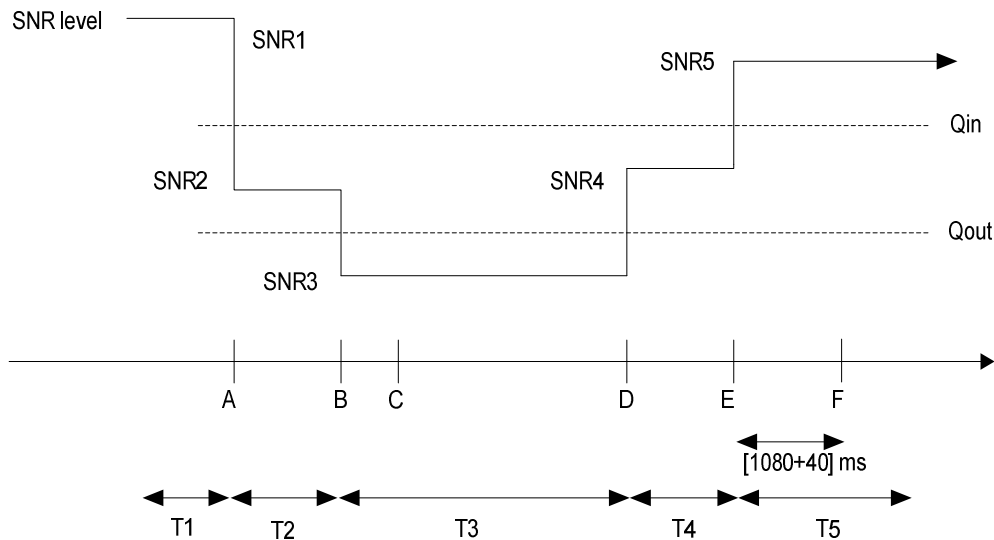 SNR level
SNR1
SNR5
Qin
SNR2
SNR4
Qout
SNR3
A B C D E F
[1080+40] ms
T1 T2 T3 T4 T5